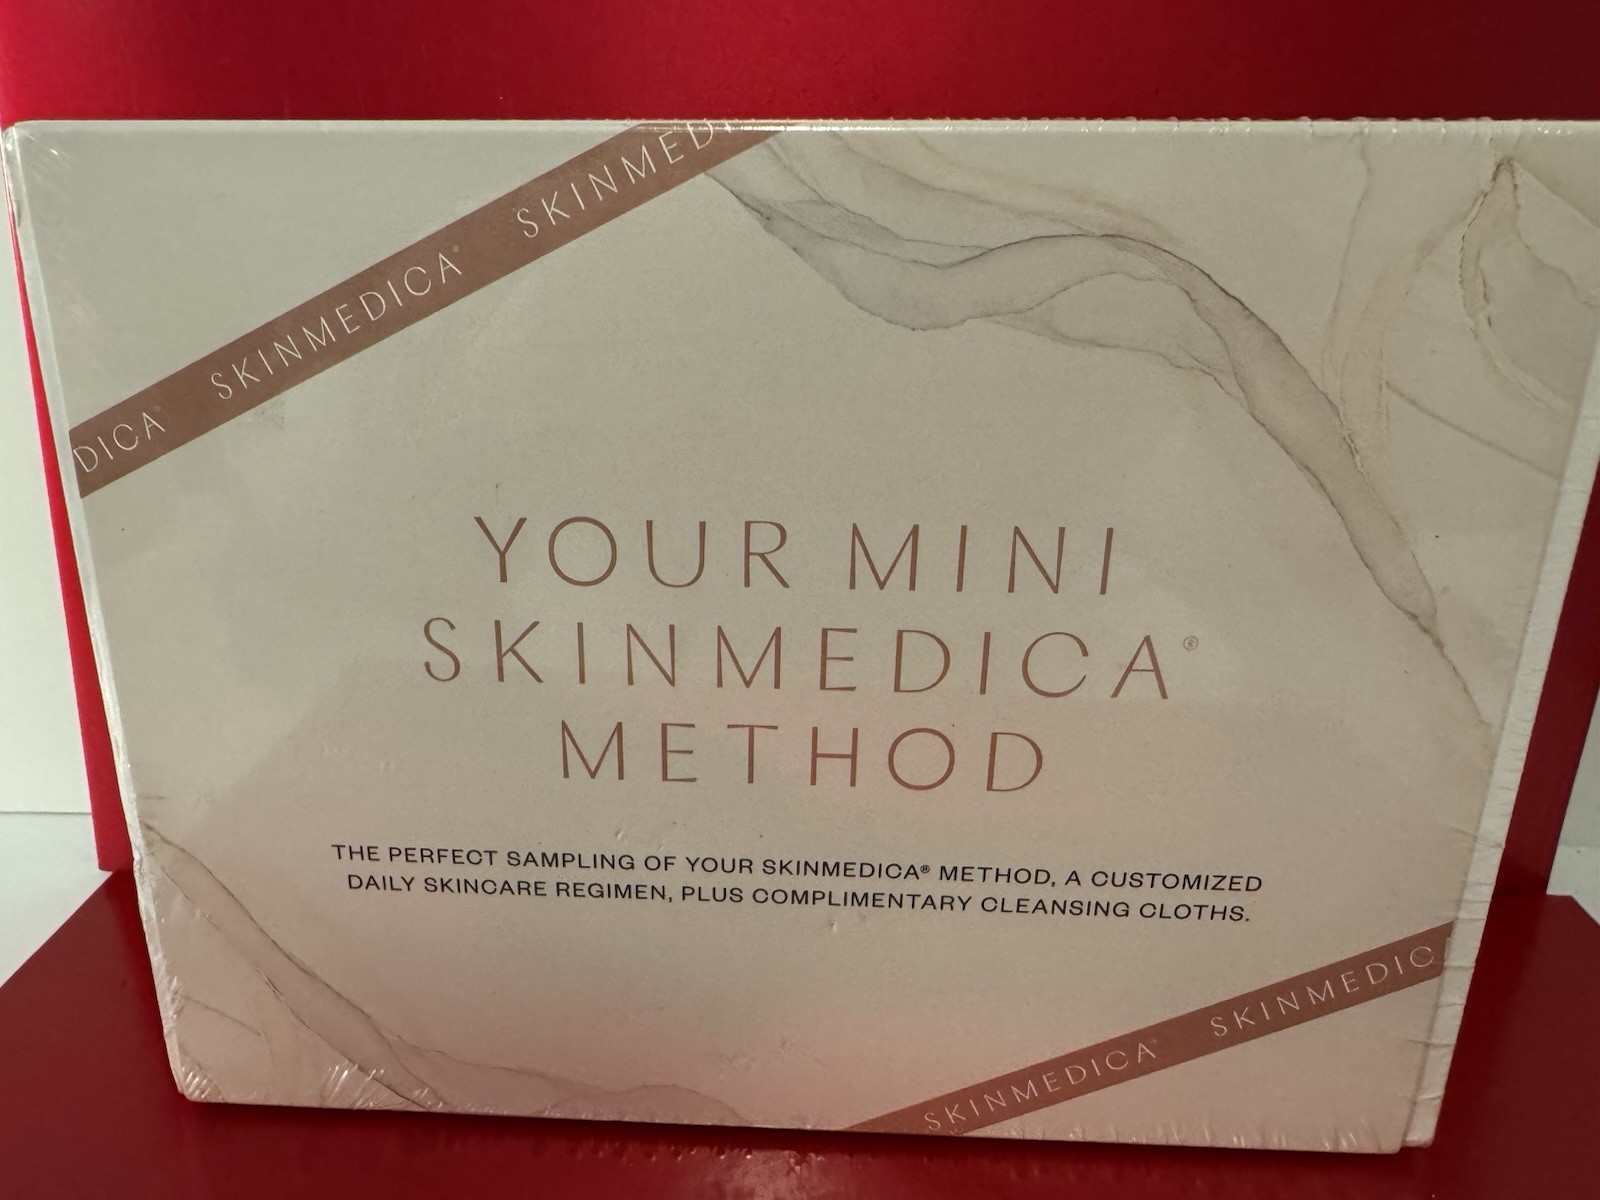 SKINMED
SKINMEDICA
DICA
YOUR MINI
SKINMEDICA®
METHOD
THE PERFECT SAMPLING OF YOUR SKINMEDICA® METHOD, A CUSTOMIZED
DAILY SKINCARE REGIMEN, PLUS COMPLIMENTARY CLEANSING CLOTHS.
SKINMEDIC
SKINMEDICA